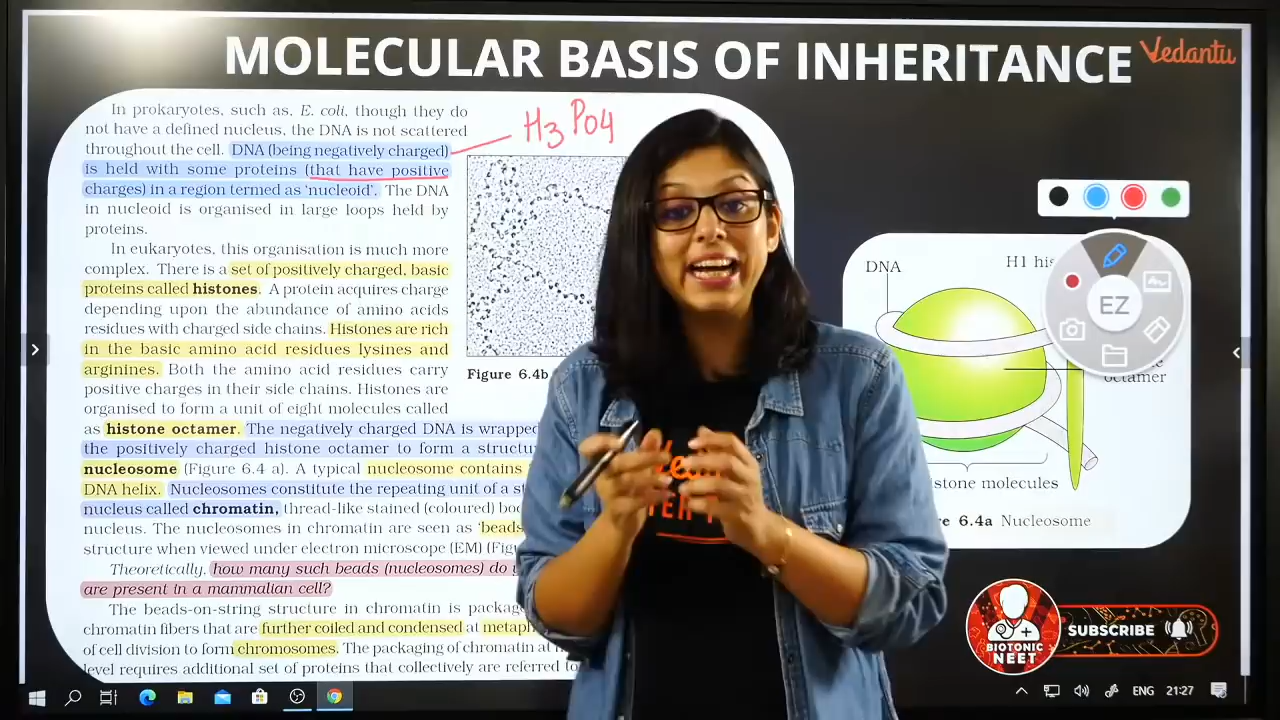 MOLECULAR BASIS OF INHERITANCE
Vedantu
In prokaryotes, such as, E. coli, though they do
not have a defined nucleus, the DNA is not scattered
throughout the cell. DNA (being negatively charged)
is held with some proteins (that have positive
charges) in a region termed as 'nucleoid'. The DNA
in nucleoid is organised in large loops held by
proteins.
In eukaryotes, this organisation is much more
complex. There is a set of positively charged, basic
proteins called histones. A protein acquires charge
depending upon the abundance of amino acids
residues with charged side chains. Histones are rich
in the basic amino acid residues lysines and
arginines. Both the amino acid residues carry
positive charges in their side chains. Histones are
organised to form a unit of eight molecules called
as histone octamer. The negatively charged DNA is wrapped
the positively charged histone octamer to form a
nucleosome (Figure 6.4 a). A typical nucleosome contains
DNA helix. Nucleosomes constitute the repeating unit of a
nucleus called chromatin, thread-like stained (coloured)
nucleus. The nucleosomes in chromatin are seen as 'beads
structure when viewed under electron microscope (EM)
Theoretically, how many such beads (nucleosomes) do
are present in a mammalian cell?
The beads-on-string structure in chromatin is
chromatin fibers that are further coiled and condensed at
of cell division to form chromosomes. The packaging of chromatin at
level requires additional set of proteins that collectively are referred to
H3PO4
Figure 6.4b
DNA
H1
octamer
molecules
6.4a Nucleosome
EZ
BIOTONIC
NEET
SUBSCRIBE
ENG 21:27